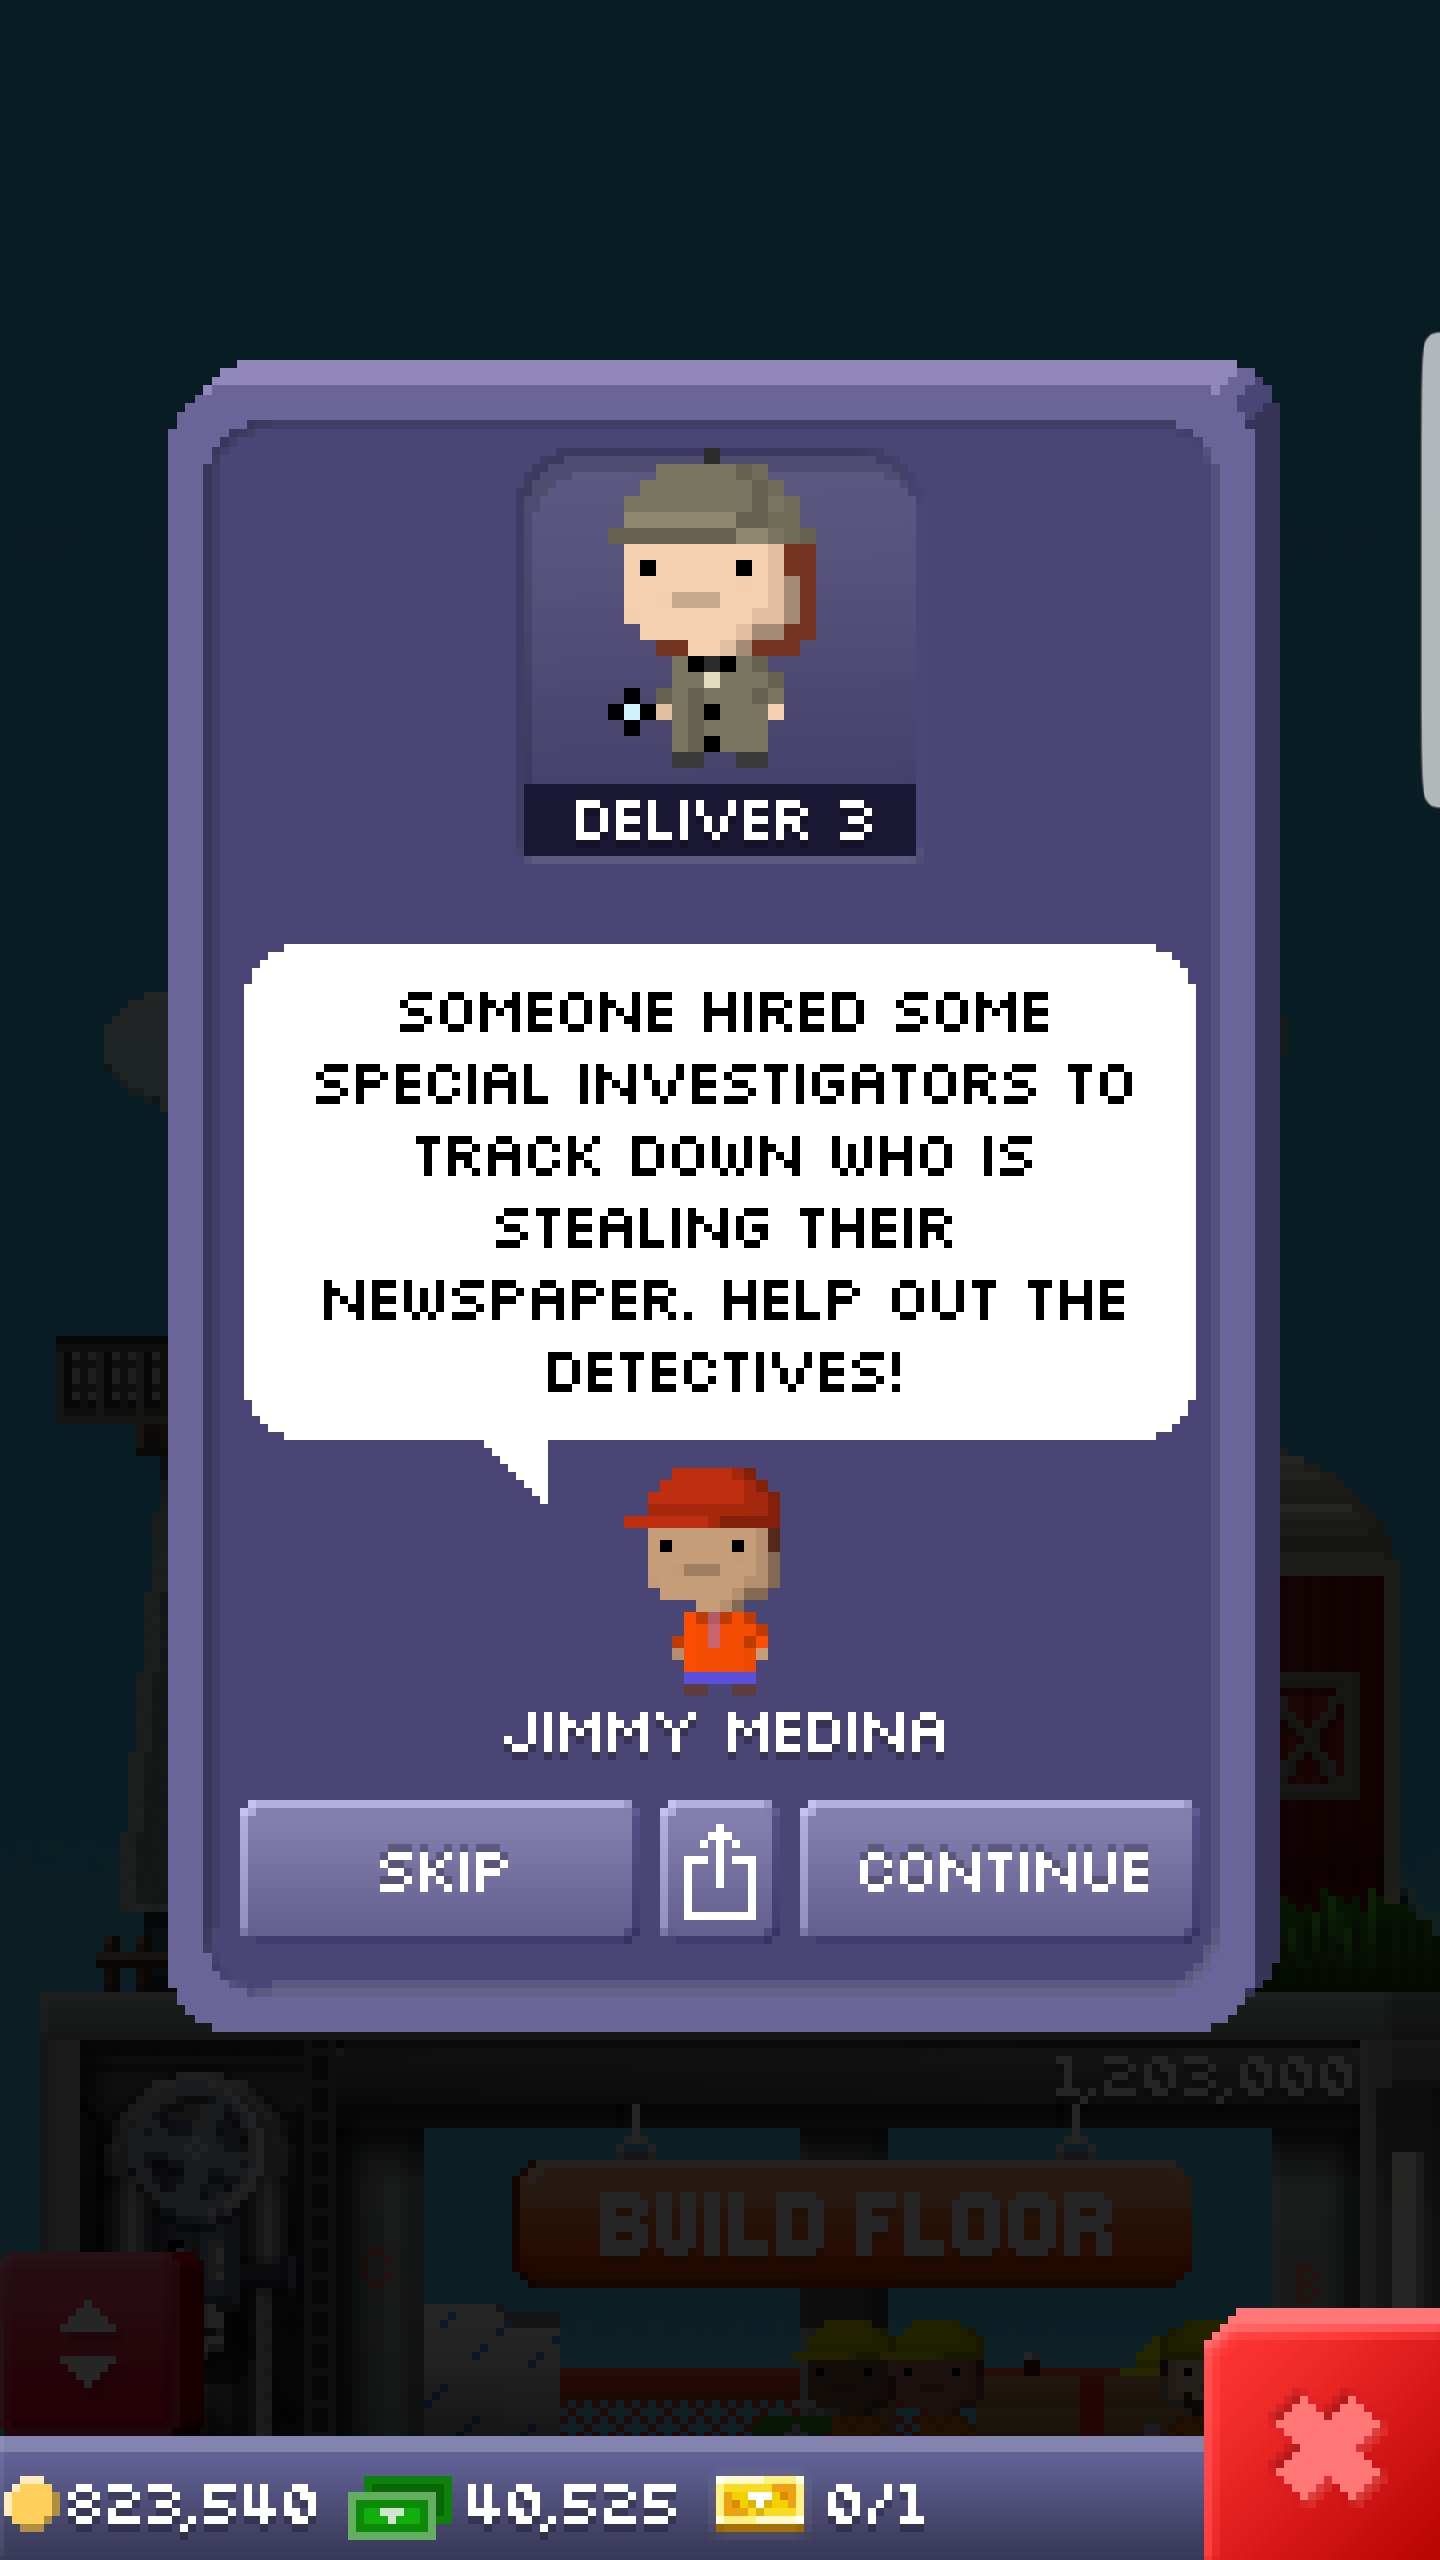 DELIVER 3
SOMEONE HIRED SOME
SPECIAL INVESTIGATORS TO
TRACK DOWN WHO IS
STEALING THEIR
NEWSPAPER. HELP OUT THE
DETECTIVES!
JIMMY MEDINA
SKIP
CONTINUE
1,203,000
BUILD FLOOR
C
B
823,540
40,525
0/1